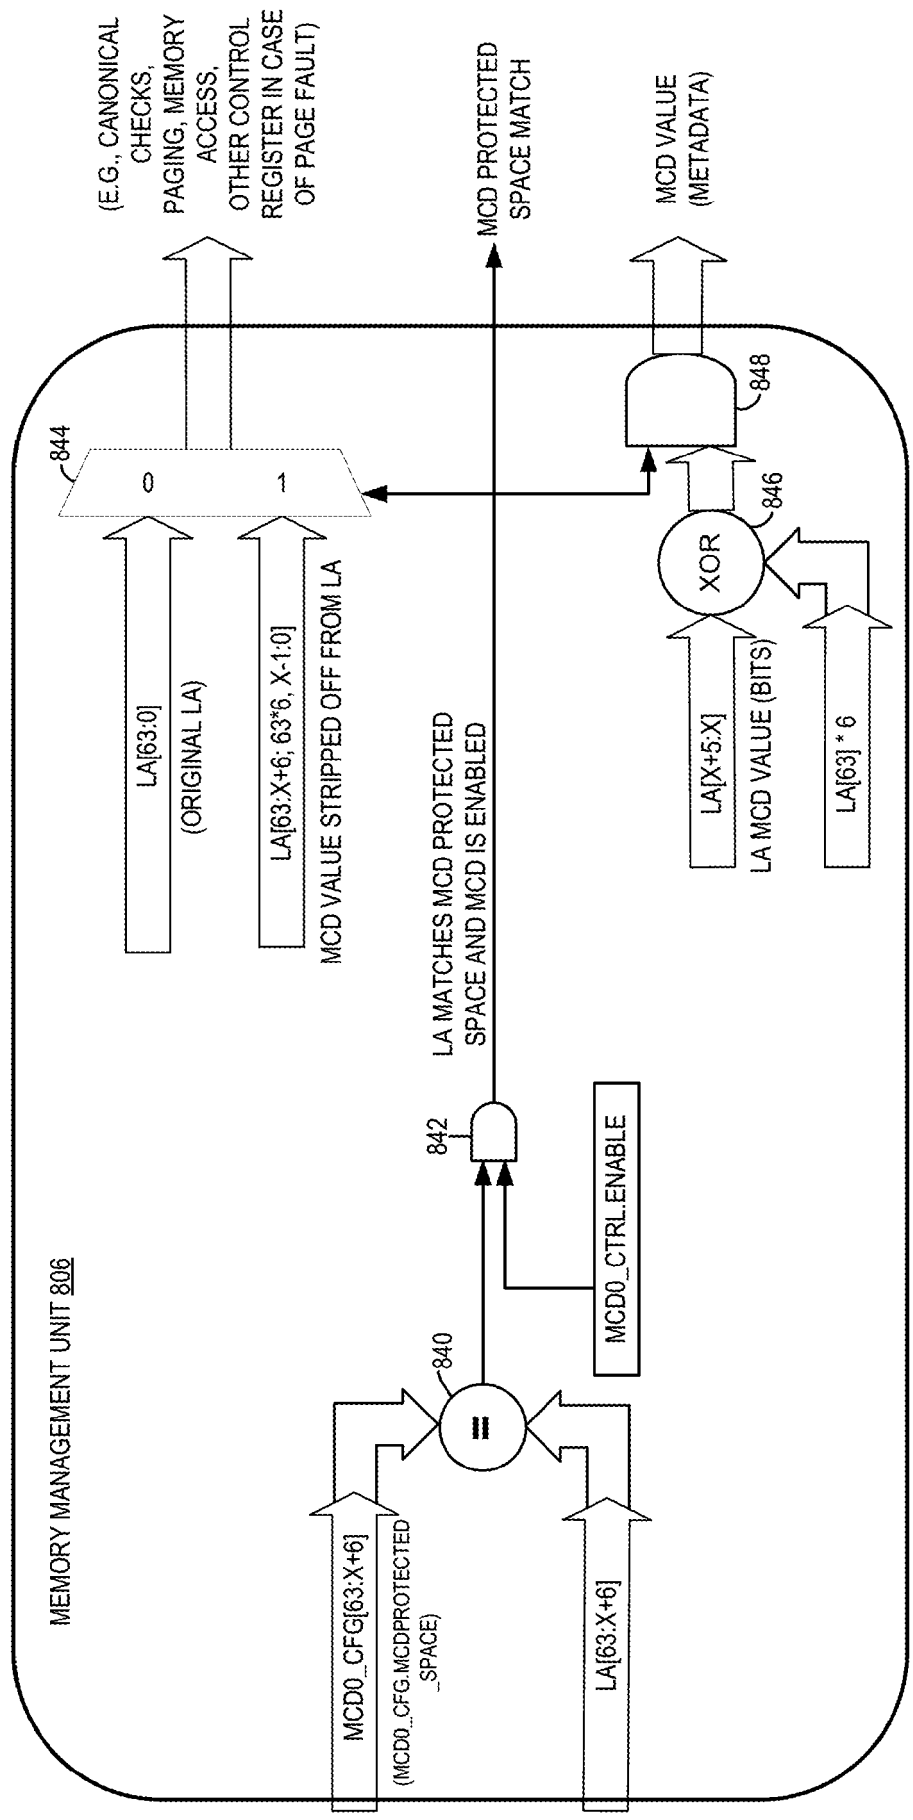 MEMORY MANAGEMENT UNIT 806
MCD0_CFG[63:X+6]
(MCD0_CFG.MCDPROTECTED
_SPACE)
LA[63:X+6]
=
840
MCD0_CTRL.ENABLE
842
LA MATCHES MCD PROTECTED
SPACE AND MCD IS ENABLED
LA[63:0]
(ORIGINAL LA)
LA[63:X+6; 63*6, X-1:0]
MCD VALUE STRIPPED OFF FROM LA
844
0
1
LA[X+5:X]
LA MCD VALUE (BITS)
LA[63] * 6
XOR
846
848
(E.G., CANONICAL
CHECKS,
PAGING, MEMORY
ACCESS,
OTHER CONTROL
REGISTER IN CASE
OF PAGE FAULT)
MCD PROTECTED
SPACE MATCH
MCD VALUE
(METADATA)